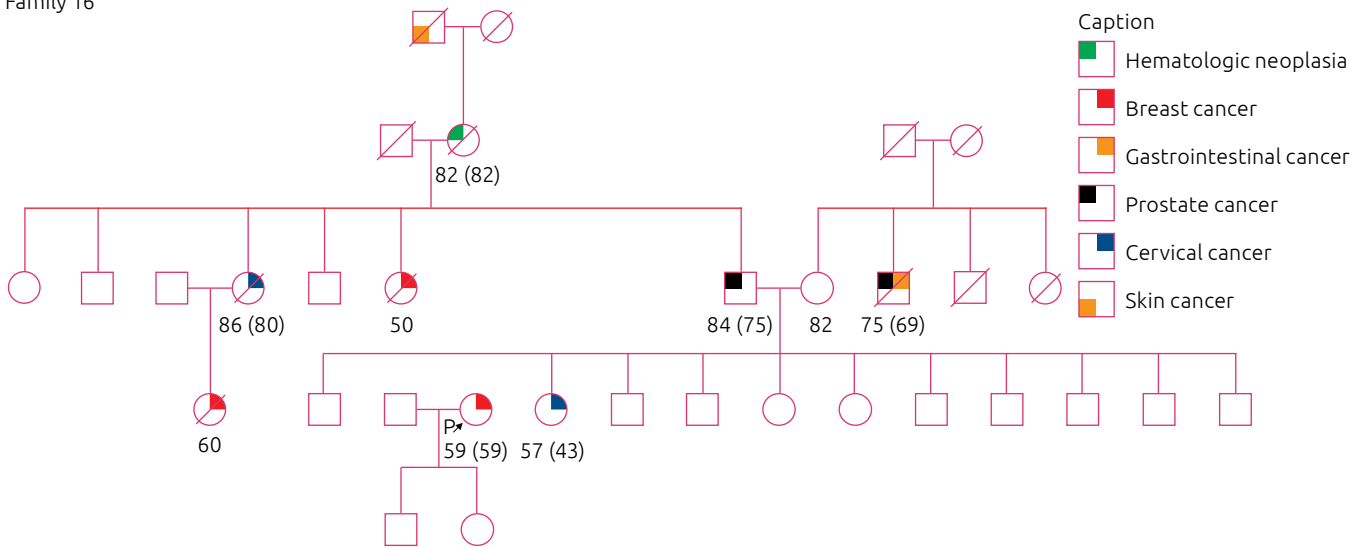 Family 16
Caption
Hematologic neoplasia
Breast cancer
Gastrointestinal cancer
Prostate cancer
Cervical cancer
Skin cancer
82 (82)
86 (80)
50
84 (75)
82
75 (69)
60
P
59 (59)
57 (43)